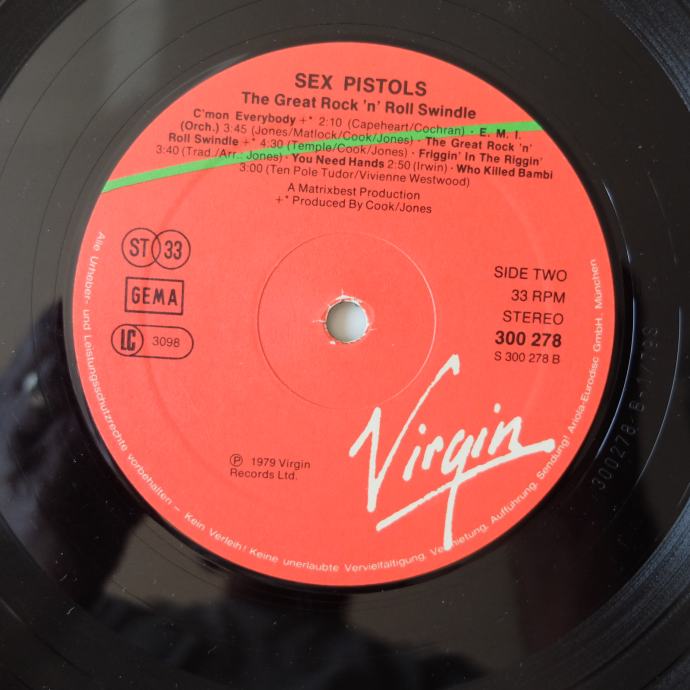 SEX PISTOLS
The Great Rock 'n' Roll Swindle
C'mon Everybody +* 2:10 (Capeheart/Cochran) · E. M. I.
(Orch.) 3:45 (Jones/Matlock/Cook/Jones) · The Great Rock 'n'
Roll Swindle +* 4:30 (Temple/Cook/Jones) · Friggin' In The Riggin'
3:40 (Trad./Arr.: Jones) · You Need Hands 2:50 (Irwin) · Who Killed Bambi
3:00 (Ten Pole Tudor/Vivienne Westwood)
A Matrixbest Production
+* Produced By Cook/Jones
ST 33
GEMA
LC 3098
SIDE TWO
33 RPM
STEREO
300 278
S 300 278 B
Ⓟ 1979 Virgin
Records Ltd.
Virgin
Alle Urheber- und Leistungsschutzrechte vorbehalten – Kein Verleih! Keine unerlaubte Vervielfältigung, Vermietung, Aufführung, Sendung! Ariola-Eurodisc GmbH, München